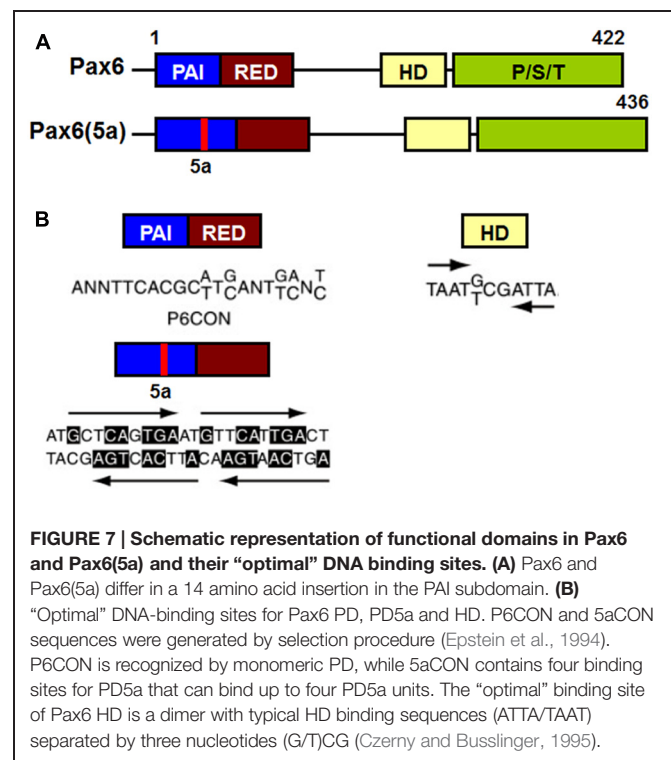 A
1
422
Pax6
PAI
RED
HD
P/S/T
436
Pax6(5a)
5a
B
PAI
RED
HD
ANNTTCACGC A/T T G/C ANT G/T A/C N T/C
TAAT G/T CGATTA
P6CON
5a
ATGCTCAGTGAATGTTCATTGACT
TACGAGTCACTTACAAGTAACTGA
FIGURE 7 | Schematic representation of functional domains in Pax6
and Pax6(5a) and their “optimal” DNA binding sites. (A) Pax6 and
Pax6(5a) differ in a 14 amino acid insertion in the PAI subdomain. (B)
“Optimal” DNA-binding sites for Pax6 PD, PD5a and HD. P6CON and 5aCON
sequences were generated by selection procedure (Epstein et al., 1994).
P6CON is recognized by monomeric PD, while 5aCON contains four binding
sites for PD5a that can bind up to four PD5a units. The “optimal” binding site
of Pax6 HD is a dimer with typical HD binding sequences (ATTA/TAAT)
separated by three nucleotides (G/T)CG (Czerny and Busslinger, 1995).